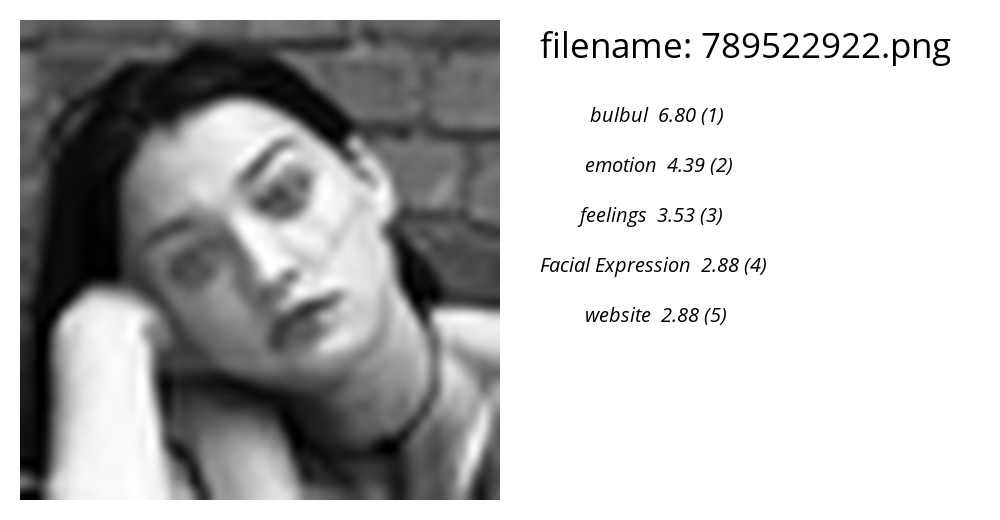 filename: 789522922.png
bulbul 6.80 (1)
emotion 4.39 (2)
feelings 3.53 (3)
Facial Expression 2.88 (4)
website 2.88 (5)